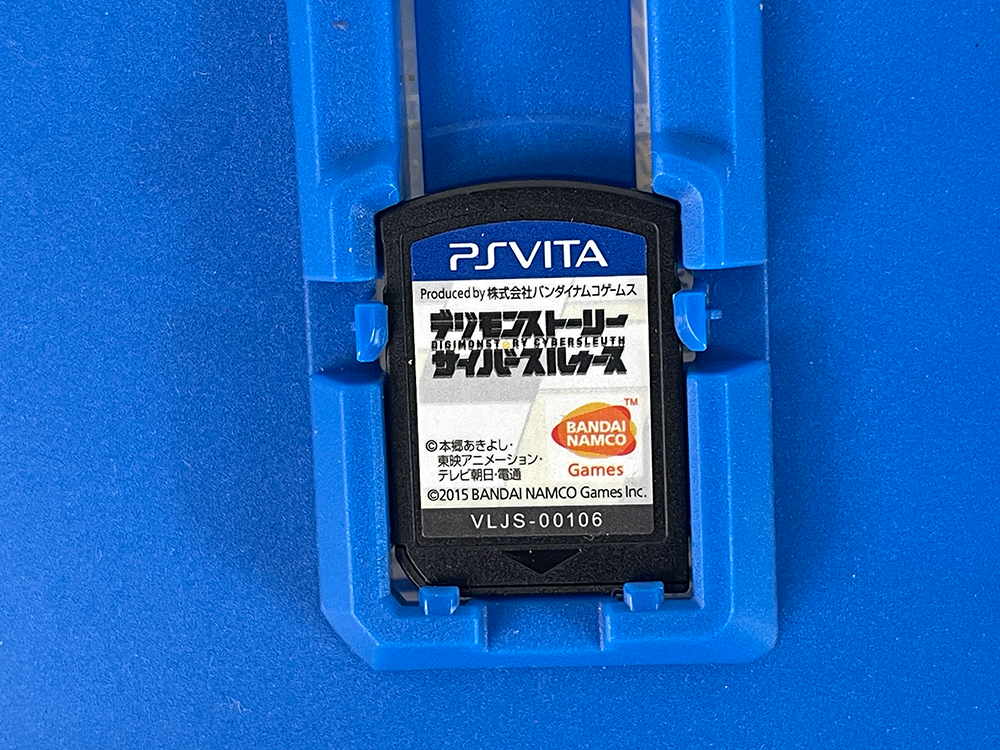 PSVITA
Produced by 株式会社バンダイナムコゲームス
デジモンストーリー
DIGIMONSTORY CYBERSLEUTH
サイバースルゥース
TM
BANDAI
NAMCO
Games
©本郷あきよし・
東映アニメーション・
テレビ朝日・電通
©2015 BANDAI NAMCO Games Inc.
VLJS-00106